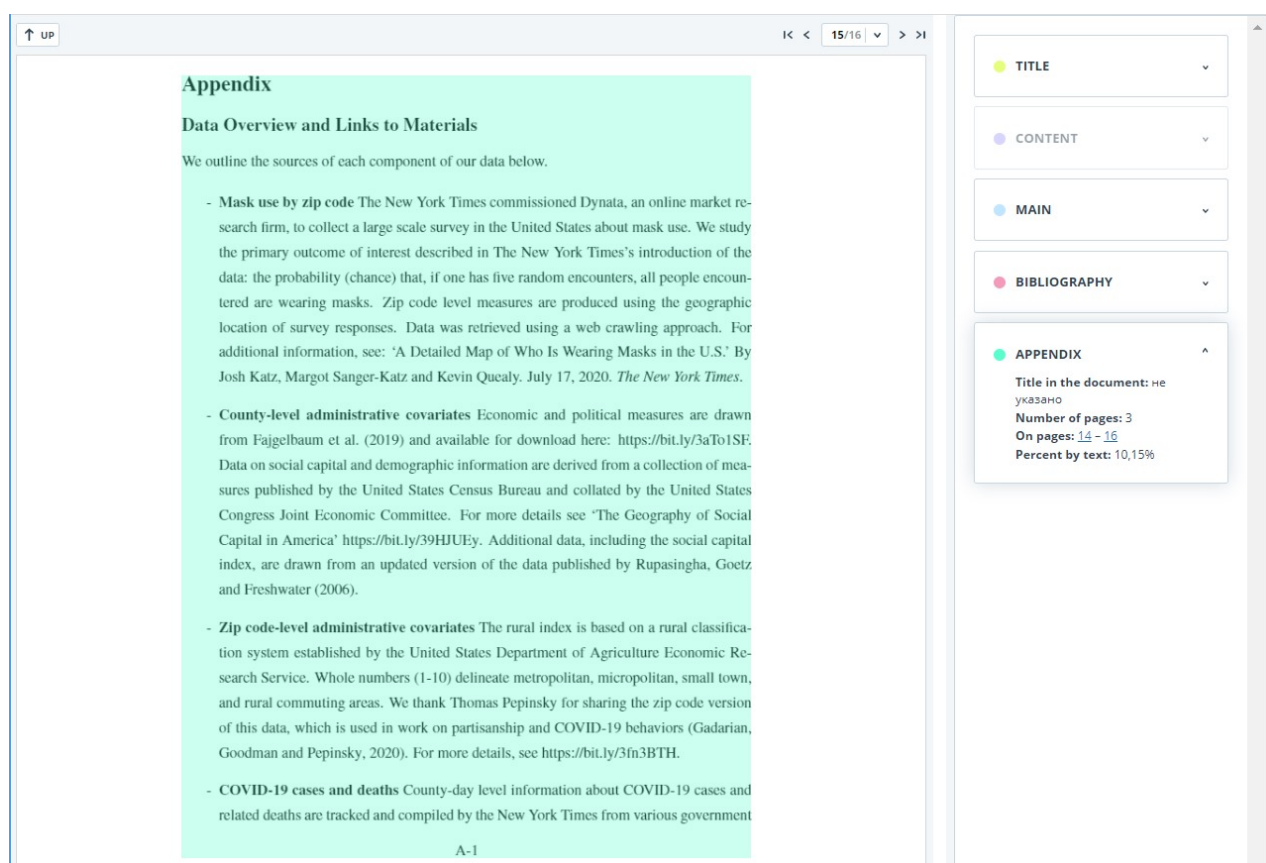 ↑ UP
15/16
Appendix
Data Overview and Links to Materials
We outline the sources of each component of our data below.
- Mask use by zip code The New York Times commissioned Dynata, an online market re-
search firm, to collect a large scale survey in the United States about mask use. We study
the primary outcome of interest described in The New York Times's introduction of the
data: the probability (chance) that, if one has five random encounters, all people encoun-
tered are wearing masks. Zip code level measures are produced using the geographic
location of survey responses. Data was retrieved using a web crawling approach. For
additional information, see: ‘A Detailed Map of Who Is Wearing Masks in the U.S.’ By
Josh Katz, Margot Sanger-Katz and Kevin Quealy. July 17, 2020. The New York Times.
- County-level administrative covariates Economic and political measures are drawn
from Fajgelbaum et al. (2019) and available for download here: https://bit.ly/3aTo1SF.
Data on social capital and demographic information are derived from a collection of mea-
sures published by the United States Census Bureau and collated by the United States
Congress Joint Economic Committee. For more details see ‘The Geography of Social
Capital in America’ https://bit.ly/39HJUEy. Additional data, including the social capital
index, are drawn from an updated version of the data published by Rupasingha, Goetz
and Freshwater (2006).
- Zip code-level administrative covariates The rural index is based on a rural classifica-
tion system established by the United States Department of Agriculture Economic Re-
search Service. Whole numbers (1-10) delineate metropolitan, micropolitan, small town,
and rural commuting areas. We thank Thomas Pepinsky for sharing the zip code version
of this data, which is used in work on partisanship and COVID-19 behaviors (Gadarian,
Goodman and Pepinsky, 2020). For more details, see https://bit.ly/3fn3BTH.
- COVID-19 cases and deaths County-day level information about COVID-19 cases and
related deaths are tracked and compiled by the New York Times from various government
A-1
TITLE
CONTENT
MAIN
BIBLIOGRAPHY
APPENDIX
Title in the document: не
указано
Number of pages: 3
On pages: 14 – 16
Percent by text: 10,15%